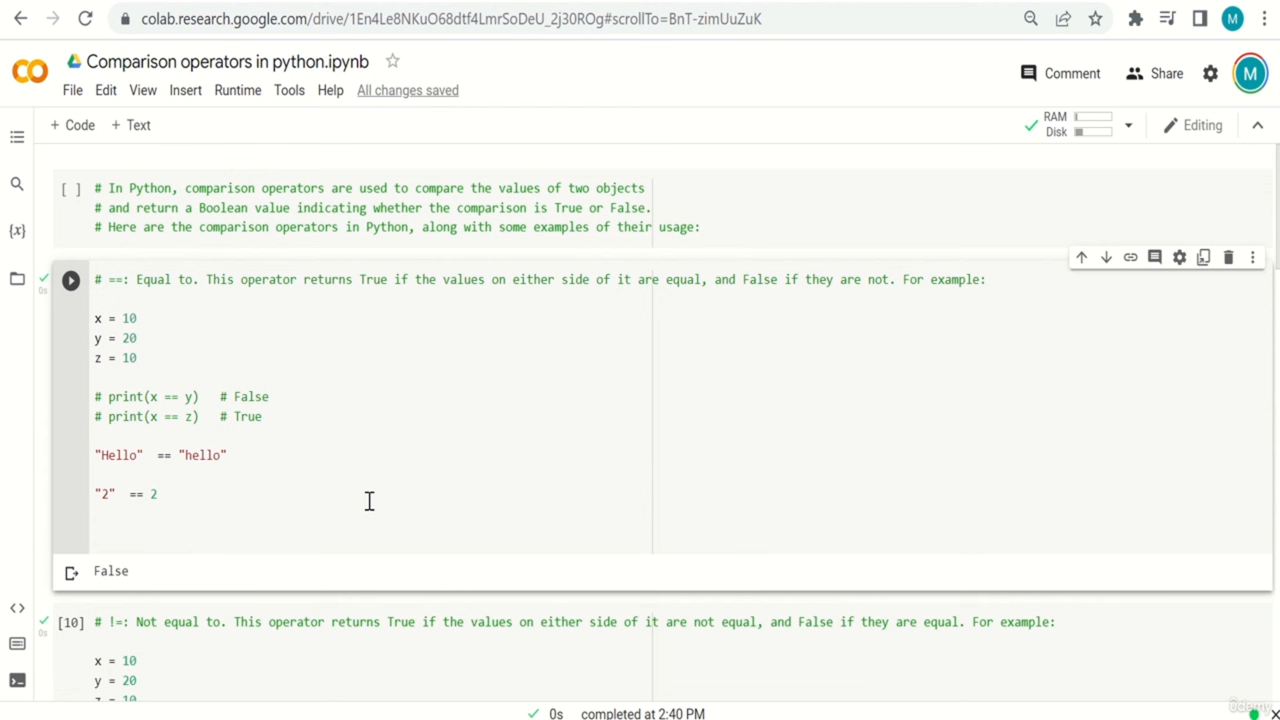 colab.research.google.com/drive/1En4Le8NKuO68dtf4LmrSoDeU_2j30ROg#scrollTo=BnT-zimUuZuK
M
Comparison operators in python.ipynb
Comment
Share
M
File Edit View Insert Runtime Tools Help All changes saved
+ Code + Text
RAM
Disk
Editing
[ ] # In Python, comparison operators are used to compare the values of two objects
# and return a Boolean value indicating whether the comparison is True or False.
# Here are the comparison operators in Python, along with some examples of their usage:
{x}
# ==: Equal to. This operator returns True if the values on either side of it are equal, and False if they are not. For example:
0s
x = 10
y = 20
z = 10
# print(x == y)   # False
# print(x == z)   # True
"Hello"  == "hello"
"2"  == 2
False
[10] # !=: Not equal to. This operator returns True if the values on either side of it are not equal, and False if they are equal. For example:
0s
x = 10
y = 20
z = 10
0s completed at 2:40 PM
udemy